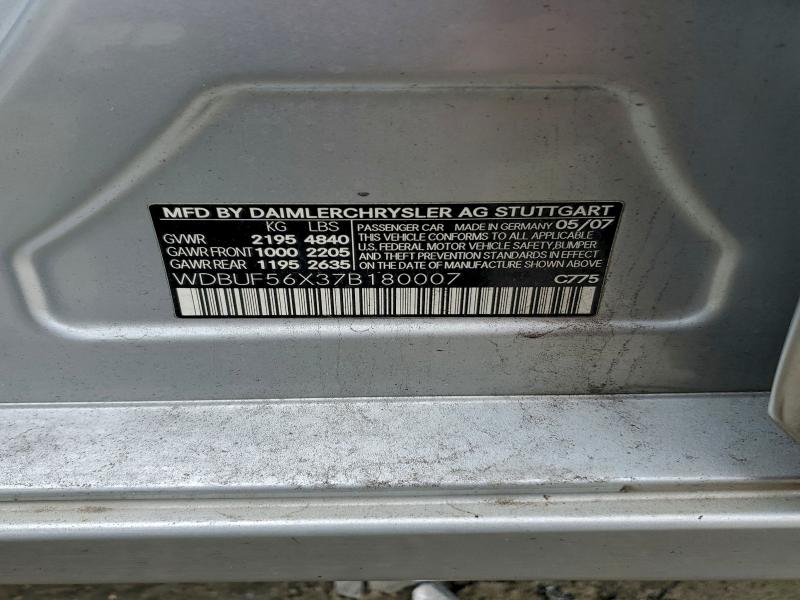 MFD BY DAIMLERCHRYSLER AG STUTTGART
KG LBS
GVWR 2195 4840
GAWR FRONT 1000 2205
GAWR REAR 1195 2635
PASSENGER CAR MADE IN GERMANY 05/07
THIS VEHICLE CONFORMS TO ALL APPLICABLE
U.S. FEDERAL MOTOR VEHICLE SAFETY, BUMPER
AND THEFT PREVENTION STANDARDS IN EFFECT
ON THE DATE OF MANUFACTURE SHOWN ABOVE.
WDBUF56X37B180007 C775